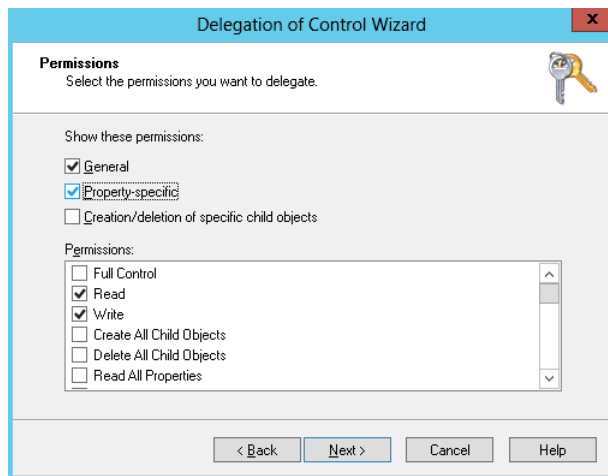 Delegation of Control Wizard
x
Permissions
Select the permissions you want to delegate.
Show these permissions:
General
Property-specific
Creation/deletion of specific child objects
Permissions:
Full Control
Read
Write
Create All Child Objects
Delete All Child Objects
Read All Properties
< Back Next > Cancel Help